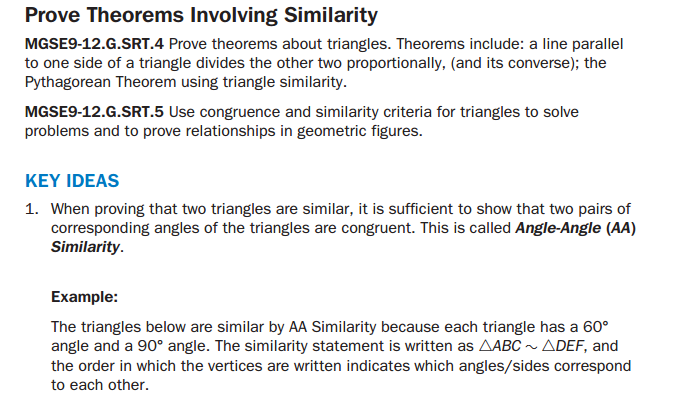 Prove Theorems Involving Similarity
MGSE9-12.G.SRT.4 Prove theorems about triangles. Theorems include: a line parallel
to one side of a triangle divides the other two proportionally, (and its converse); the
Pythagorean Theorem using triangle similarity.
MGSE9-12.G.SRT.5 Use congruence and similarity criteria for triangles to solve
problems and to prove relationships in geometric figures.
KEY IDEAS
1. When proving that two triangles are similar, it is sufficient to show that two pairs of
corresponding angles of the triangles are congruent. This is called Angle-Angle (AA)
Similarity.
Example:
The triangles below are similar by AA Similarity because each triangle has a 60°
angle and a 90° angle. The similarity statement is written as △ABC ~ △DEF, and
the order in which the vertices are written indicates which angles/sides correspond
to each other.